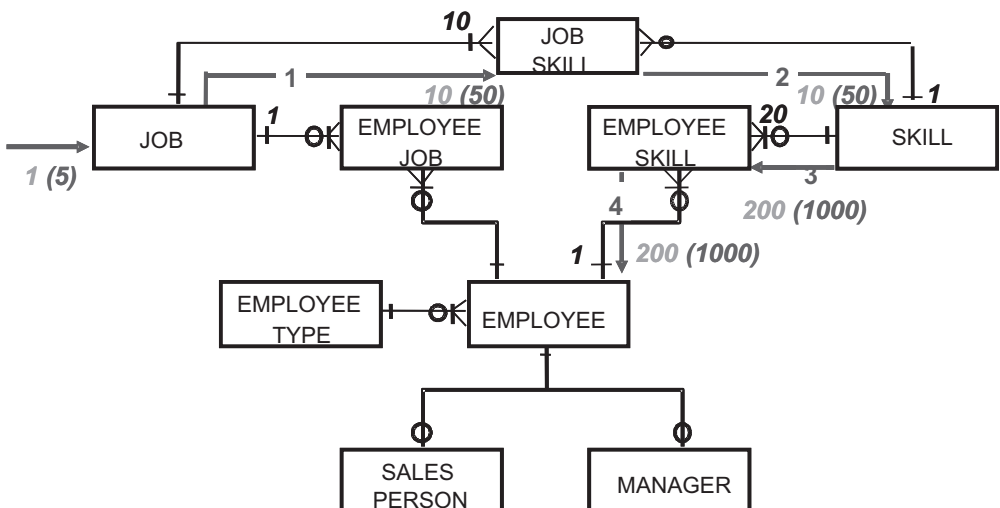 10
JOB
SKILL
1
2
10 (50)
10 (50)
1
JOB
1
EMPLOYEE
JOB
EMPLOYEE
SKILL
20
SKILL
1 (5)
3
4
200 (1000)
1
200 (1000)
EMPLOYEE
TYPE
EMPLOYEE
SALES
PERSON
MANAGER